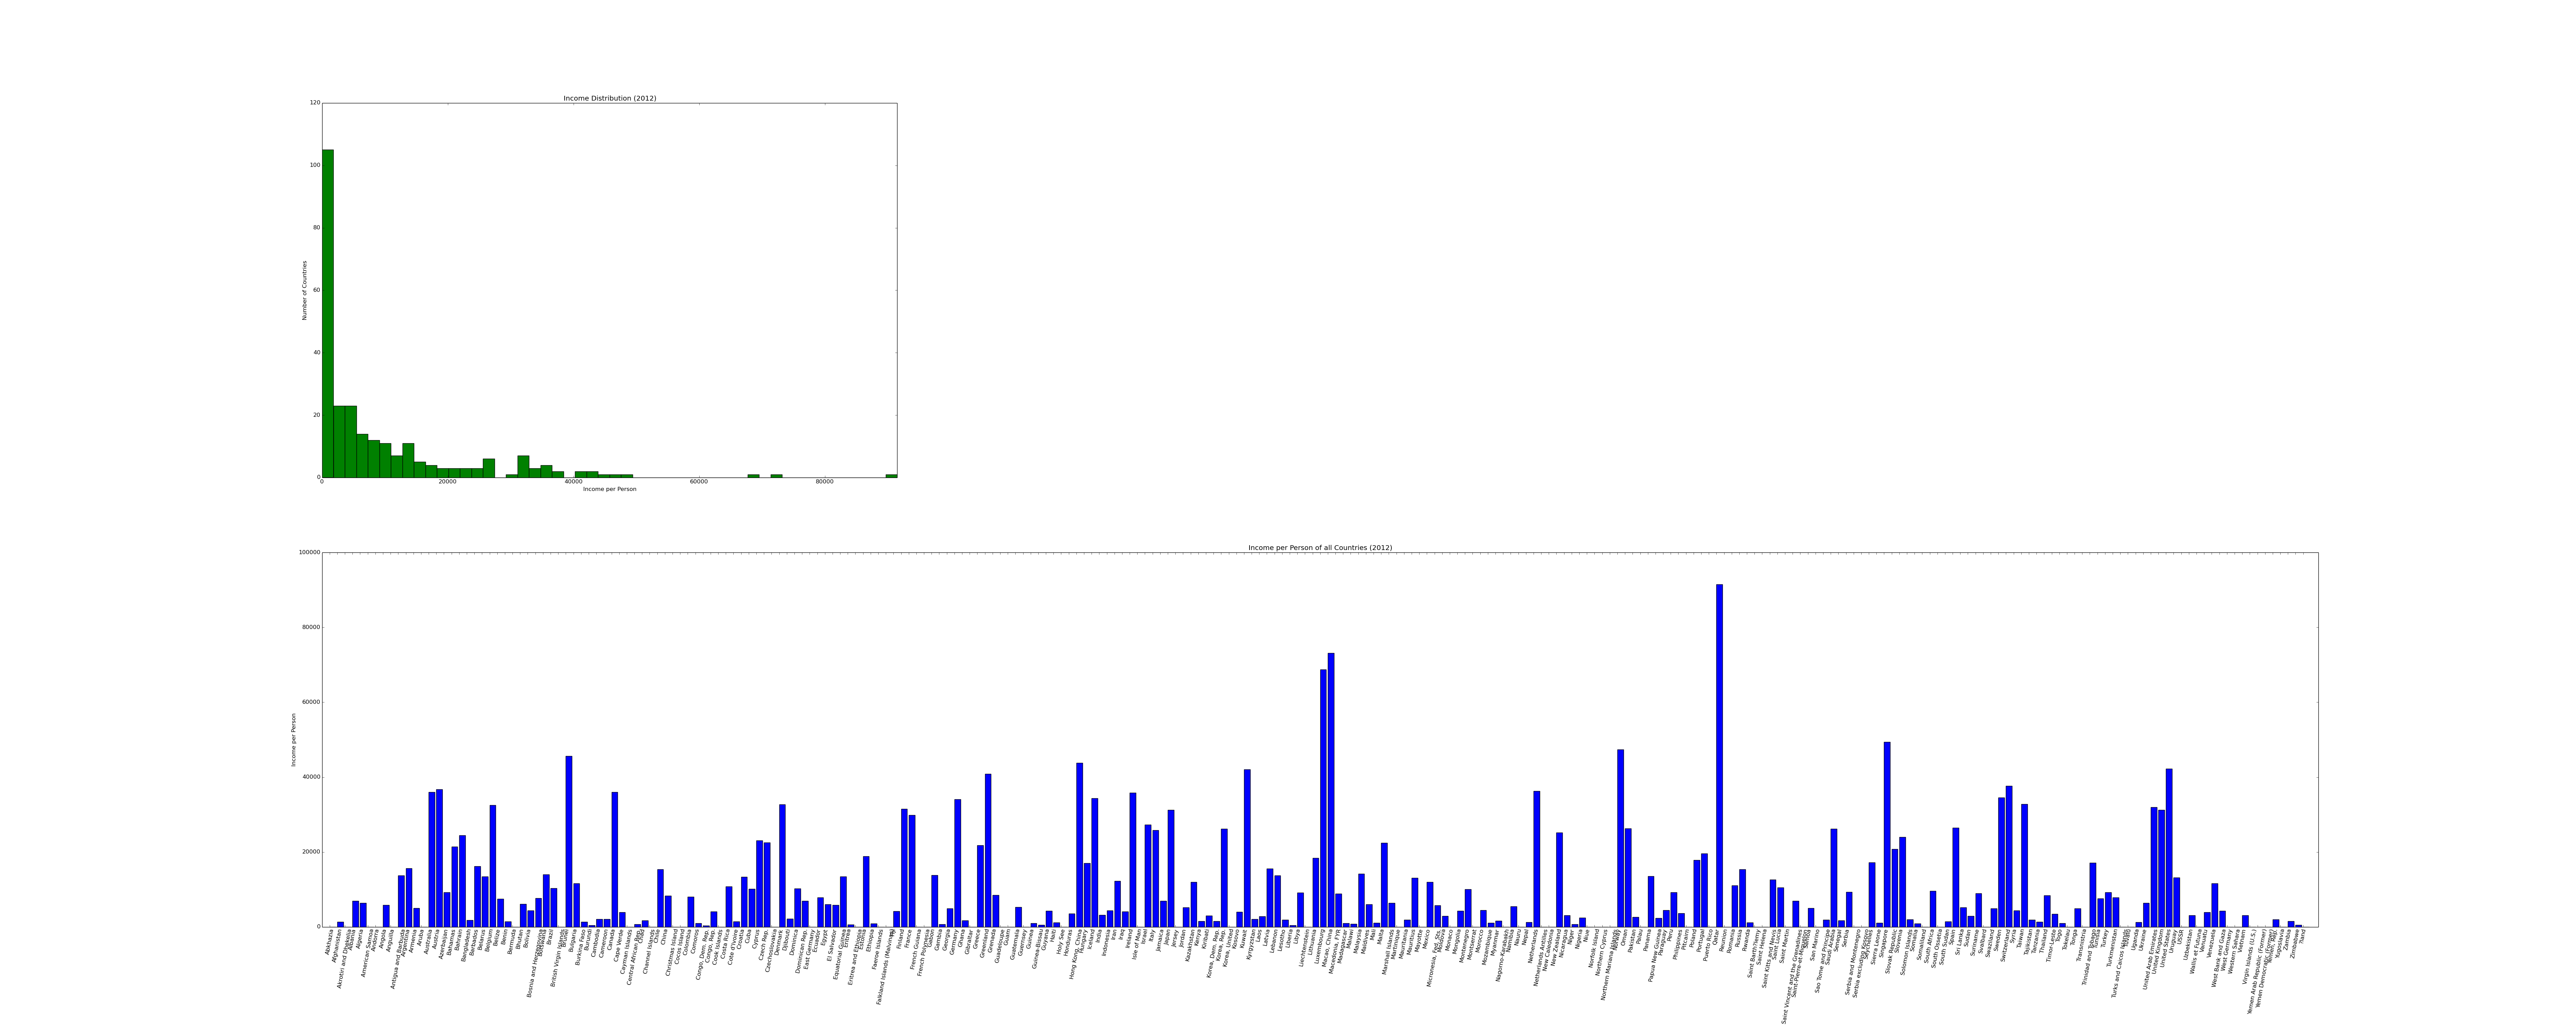 Income Distribution (2012)
120
100
80
60
40
20
0
Number of Countries
0 20000 40000 60000 80000
Income per Person
Income per Person of all Countries (2012)
100000
80000
60000
40000
20000
0
Income per Person
Abkhazia
Afghanistan
Akrotiri and Dhekelia
Albania
Algeria
American Samoa
Andorra
Angola
Anguilla
Antigua and Barbuda
Argentina
Armenia
Aruba
Australia
Austria
Azerbaijan
Bahamas
Bahrain
Bangladesh
Barbados
Belarus
Belgium
Belize
Benin
Bermuda
Bhutan
Bolivia
Bosnia and Herzegovina
Botswana
Brazil
British Virgin Islands
Brunei
Bulgaria
Burkina Faso
Burundi
Cambodia
Cameroon
Canada
Cape Verde
Cayman Islands
Central African Rep.
Chad
Channel Islands
Chile
China
Christmas Island
Cocos Island
Colombia
Comoros
Congo, Dem. Rep.
Congo, Rep.
Cook Islands
Costa Rica
Cote d'Ivoire
Croatia
Cuba
Cyprus
Czech Rep.
Czechoslovakia
Denmark
Djibouti
Dominica
Dominican Rep.
East Germany
Ecuador
Egypt
El Salvador
Equatorial Guinea
Eritrea
Eritrea and Ethiopia
Estonia
Ethiopia
Faeroe Islands
Falkland Islands (Malvinas)
Fiji
Finland
France
French Guiana
French Polynesia
Gabon
Gambia
Georgia
Germany
Ghana
Gibraltar
Greece
Greenland
Grenada
Guadeloupe
Guam
Guatemala
Guernsey
Guinea
Guinea-Bissau
Guyana
Haiti
Holy See
Honduras
Hong Kong, China
Hungary
Iceland
India
Indonesia
Iran
Iraq
Ireland
Isle of Man
Israel
Italy
Jamaica
Japan
Jersey
Jordan
Kazakhstan
Kenya
Kiribati
Korea, Dem. Rep.
Korea, Rep.
Korea, United
Kosovo
Kuwait
Kyrgyzstan
Laos
Latvia
Lebanon
Lesotho
Liberia
Libya
Liechtenstein
Lithuania
Luxembourg
Macao, China
Macedonia, FYR
Madagascar
Malawi
Malaysia
Maldives
Mali
Malta
Marshall Islands
Martinique
Mauritania
Mauritius
Mayotte
Mexico
Micronesia, Fed. Sts.
Moldova
Monaco
Mongolia
Montenegro
Montserrat
Morocco
Mozambique
Myanmar
Nagorno-Karabakh
Namibia
Nauru
Nepal
Netherlands
Netherlands Antilles
New Caledonia
New Zealand
Nicaragua
Niger
Nigeria
Niue
Norfolk Island
Northern Cyprus
Northern Mariana Islands
Norway
Oman
Pakistan
Palau
Panama
Papua New Guinea
Paraguay
Peru
Philippines
Pitcairn
Poland
Portugal
Puerto Rico
Qatar
Reunion
Romania
Russia
Rwanda
Saint Barthélemy
Saint Helena
Saint Kitts and Nevis
Saint Lucia
Saint Martin
Saint Vincent and the Grenadines
Saint-Pierre-et-Miquelon
Samoa
San Marino
Sao Tome and Principe
Saudi Arabia
Senegal
Serbia
Serbia and Montenegro
Serbia excluding Kosovo
Seychelles
Sierra Leone
Singapore
Slovak Republic
Slovenia
Solomon Islands
Somalia
Somaliland
South Africa
South Ossetia
South Sudan
Spain
Sri Lanka
Sudan
Suriname
Svalbard
Swaziland
Sweden
Switzerland
Syria
Taiwan
Tajikistan
Tanzania
Thailand
Timor-Leste
Togo
Tokelau
Tonga
Transnistria
Trinidad and Tobago
Tunisia
Turkey
Turkmenistan
Turks and Caicos Islands
Tuvalu
Uganda
Ukraine
United Arab Emirates
United Kingdom
United States
Uruguay
USSR
Uzbekistan
Wallis et Futuna
Vanuatu
Venezuela
West Bank and Gaza
West Germany
Western Sahara
Vietnam
Virgin Islands (U.S.)
Yemen Arab Republic (Former)
Yemen Democratic (Former)
Yemen, Rep.
Yugoslavia
Zambia
Zimbabwe
Åland